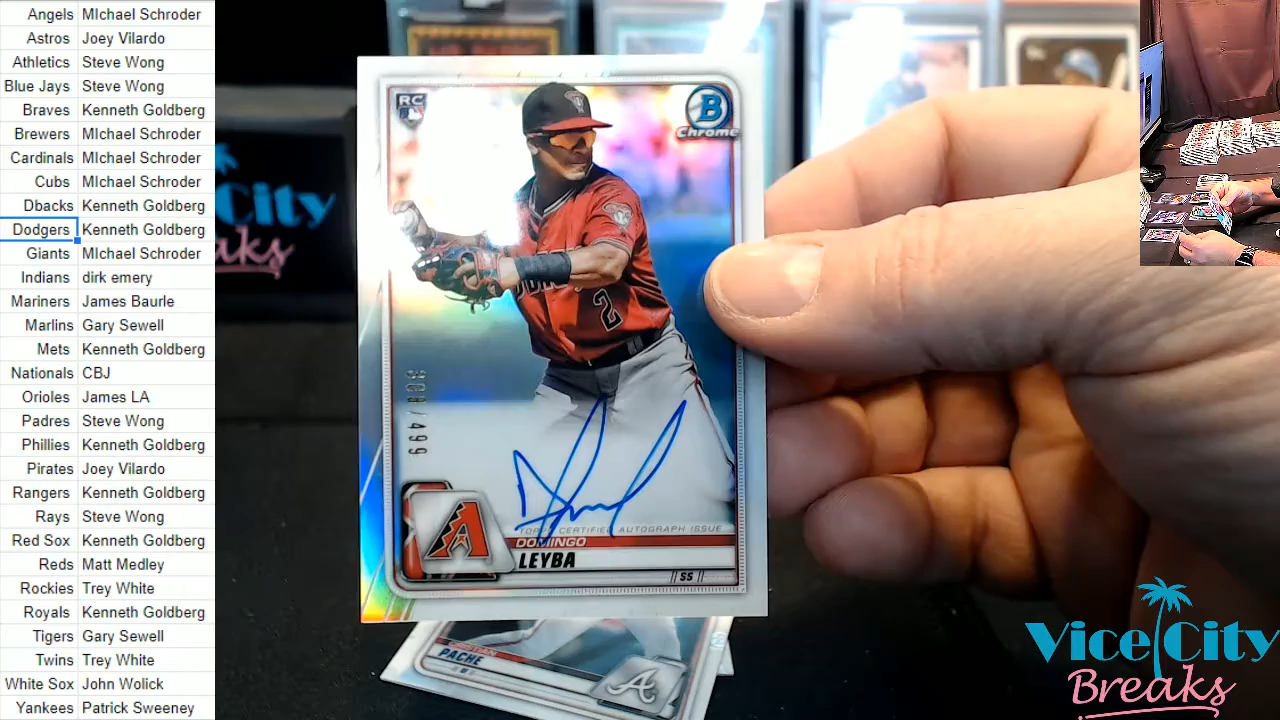 Angels MIchael Schroder
Astros Joey Vilardo
Athletics Steve Wong
Blue Jays Steve Wong
Braves Kenneth Goldberg
Brewers MIchael Schroder
Cardinals MIchael Schroder
Cubs MIchael Schroder
Dbacks Kenneth Goldberg
Dodgers Kenneth Goldberg
Giants MIchael Schroder
Indians dirk emery
Mariners James Baurle
Marlins Gary Sewell
Mets Kenneth Goldberg
Nationals CBJ
Orioles James LA
Padres Steve Wong
Phillies Kenneth Goldberg
Pirates Joey Vilardo
Rangers Kenneth Goldberg
Rays Steve Wong
Red Sox Kenneth Goldberg
Reds Matt Medley
Rockies Trey White
Royals Kenneth Goldberg
Tigers Gary Sewell
Twins Trey White
White Sox John Wolick
Yankees Patrick Sweeney
RC
B
Chrome
2
/499
TOPPS CERTIFIED AUTOGRAPH ISSUE
DOMINGO
LEYBA
SS
CRISTIAN
PACHE
A
City
Vice City
Breaks